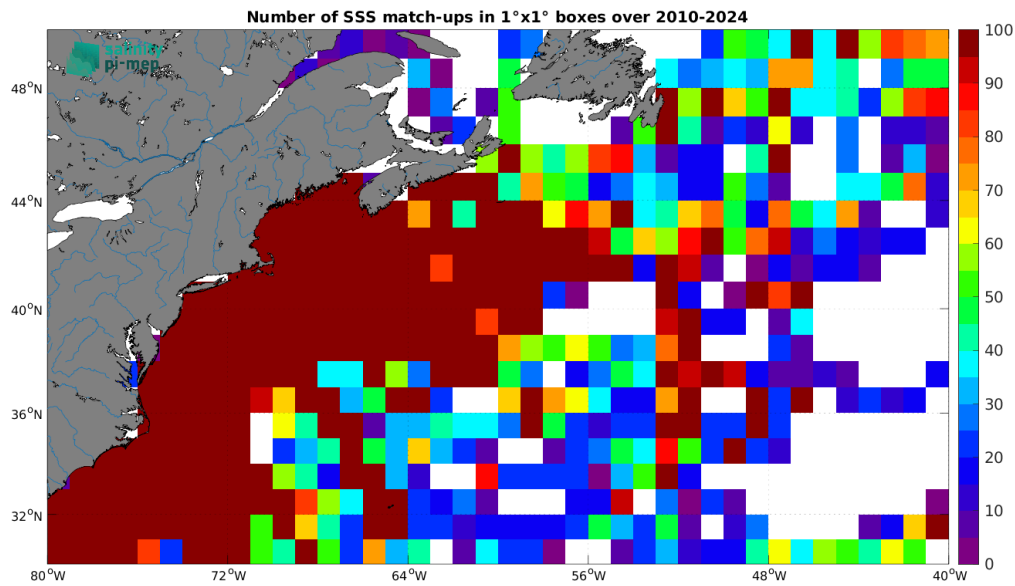 Number of SSS match-ups in 1°x1° boxes over 2010-2024
salinity
pi-mep
48°N
44°N
40°N
36°N
32°N
80°W
72°W
64°W
56°W
48°W
40°W
100
90
80
70
60
50
40
30
20
10
0